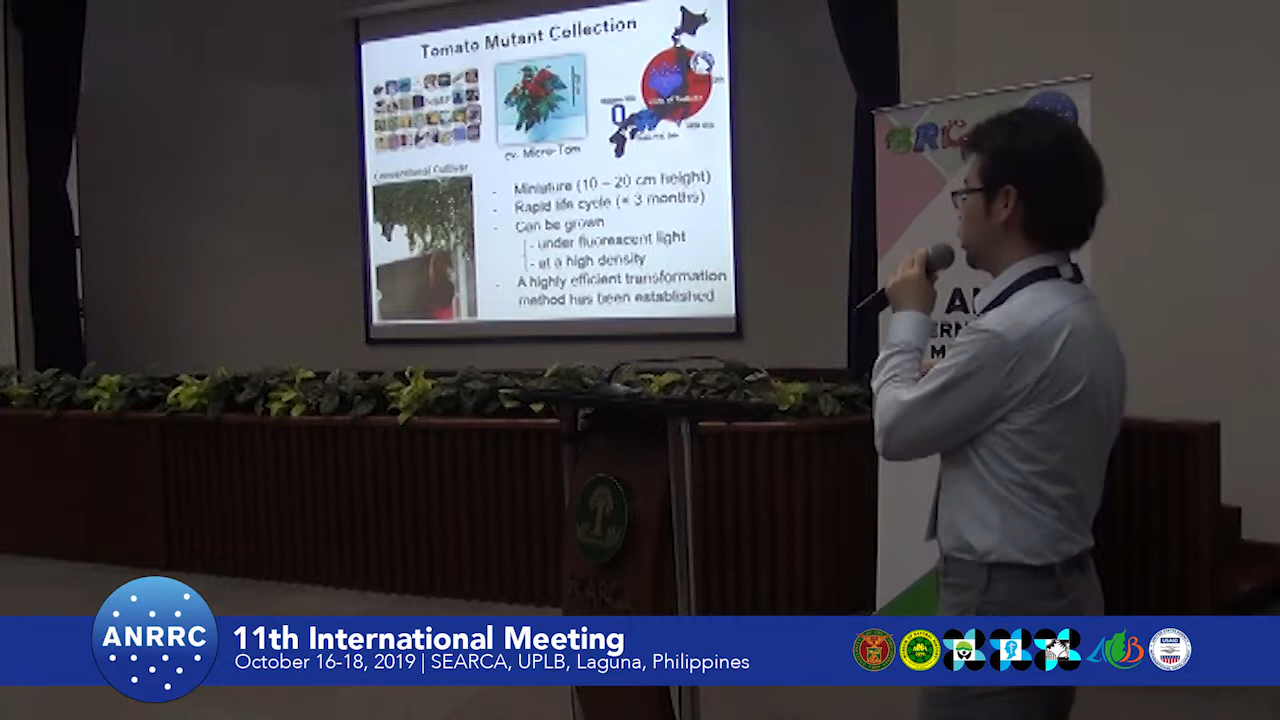 Tomato Mutant Collection
NBRP
cv. Micro-Tom
Conventional Cultivar
- Miniature (10 – 20 cm height)
- Rapid life cycle (< 3 months)
- Can be grown
- under fluorescent light
- at a high density
- A highly efficient transformation
method has been established
ANRRC
11th International Meeting
October 16-18, 2019 | SEARCA, UPLB, Laguna, Philippines
USAID